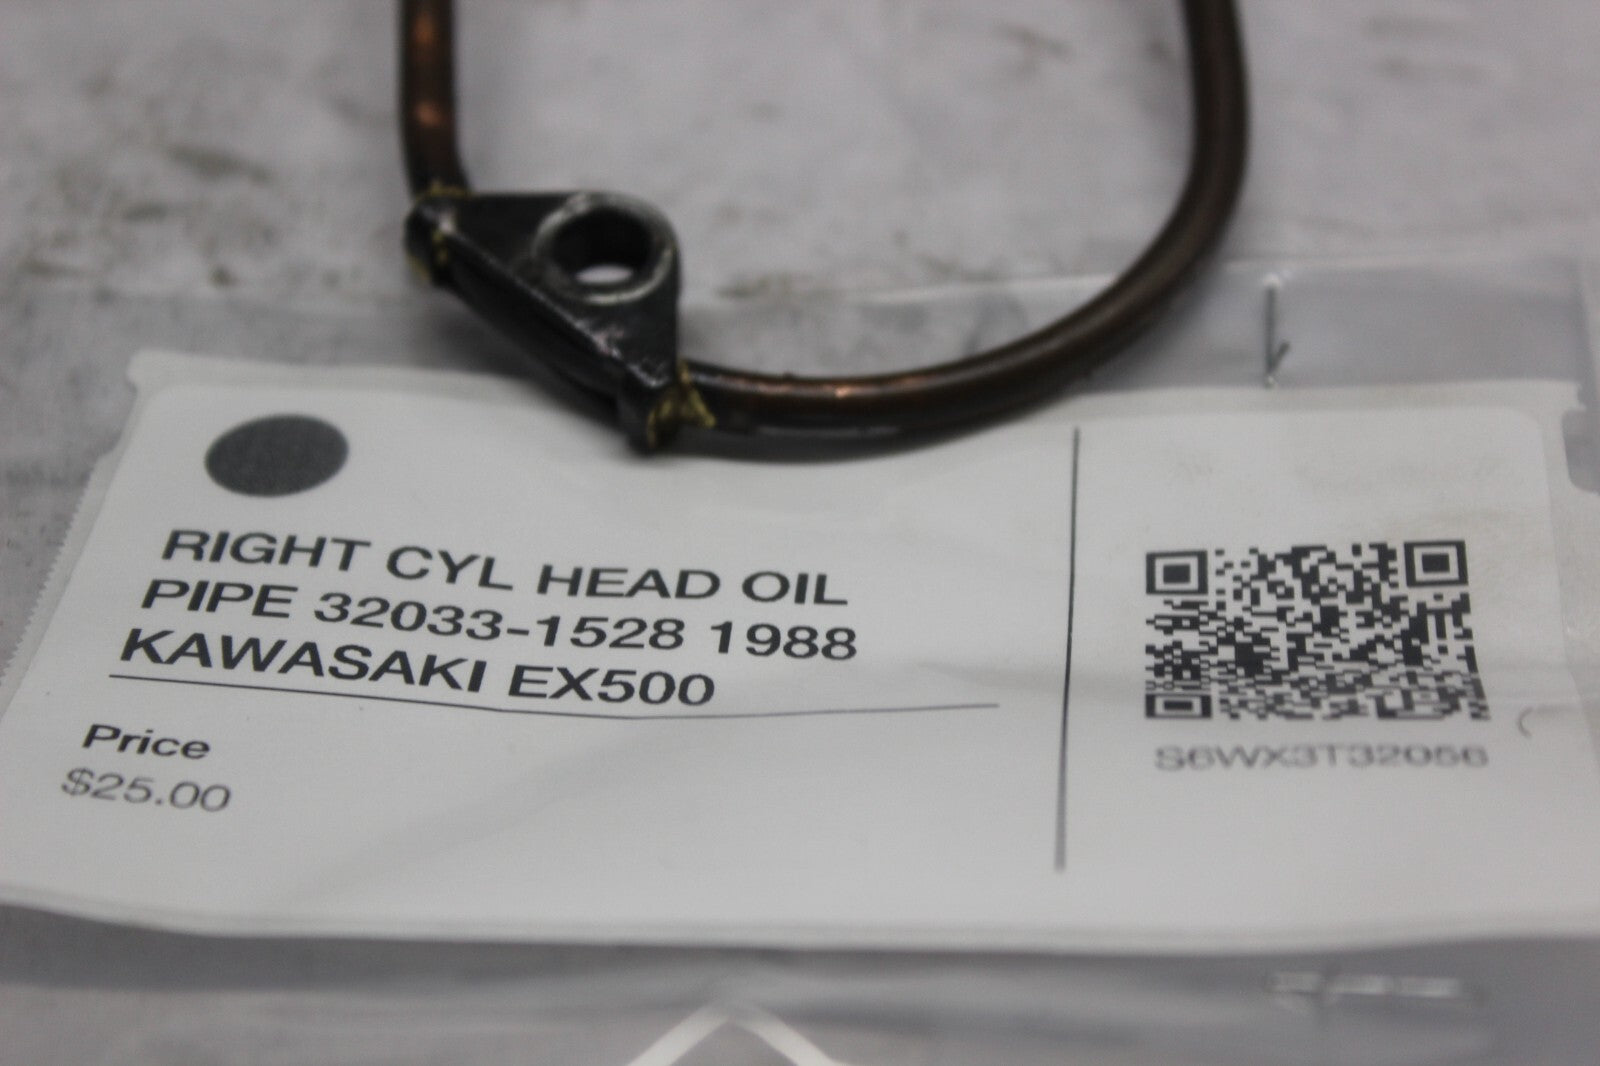 RIGHT CYL HEAD OIL
PIPE 32033-1528 1988
KAWASAKI EX500
Price
$25.00
S6WX3T32056